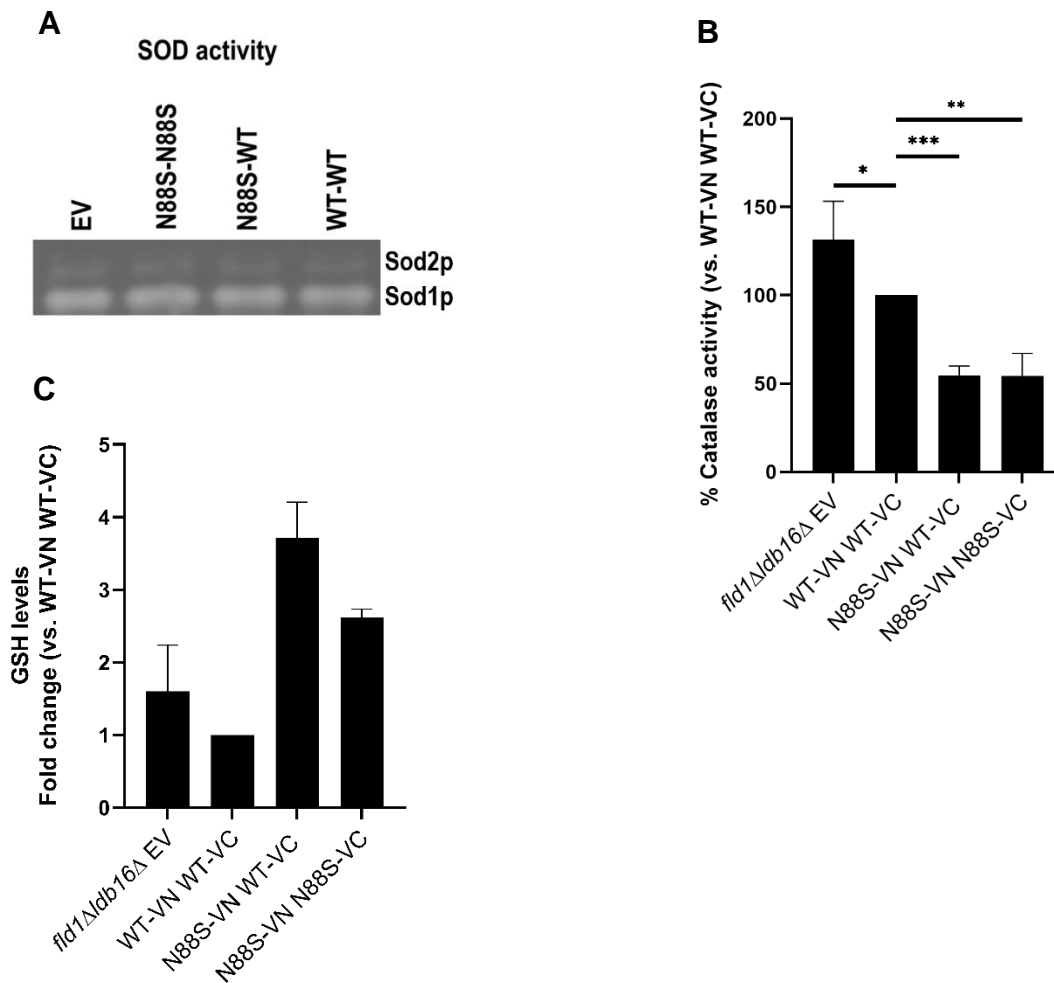 A
SOD activity
EV
N88S-N88S
N88S-WT
WT-WT
Sod2p
Sod1p
B
% Catalase activity (vs. WT-VN WT-VC)
200
150
100
50
0
*
***
**
fld1Δldb16Δ EV
WT-VN WT-VC
N88S-VN WT-VC
N88S-VN N88S-VC
C
GSH levels
Fold change (vs. WT-VN WT-VC)
5
4
3
2
1
0
fld1Δldb16Δ EV
WT-VN WT-VC
N88S-VN WT-VC
N88S-VN N88S-VC